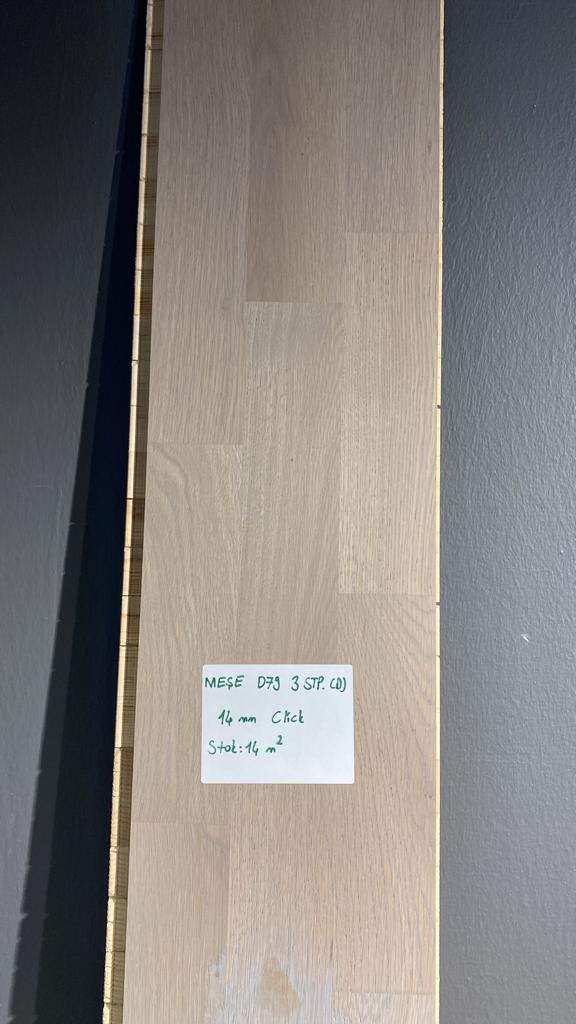 MEŞE D79 3 STP. (D)
14 mm Click
Stok: 14 m²